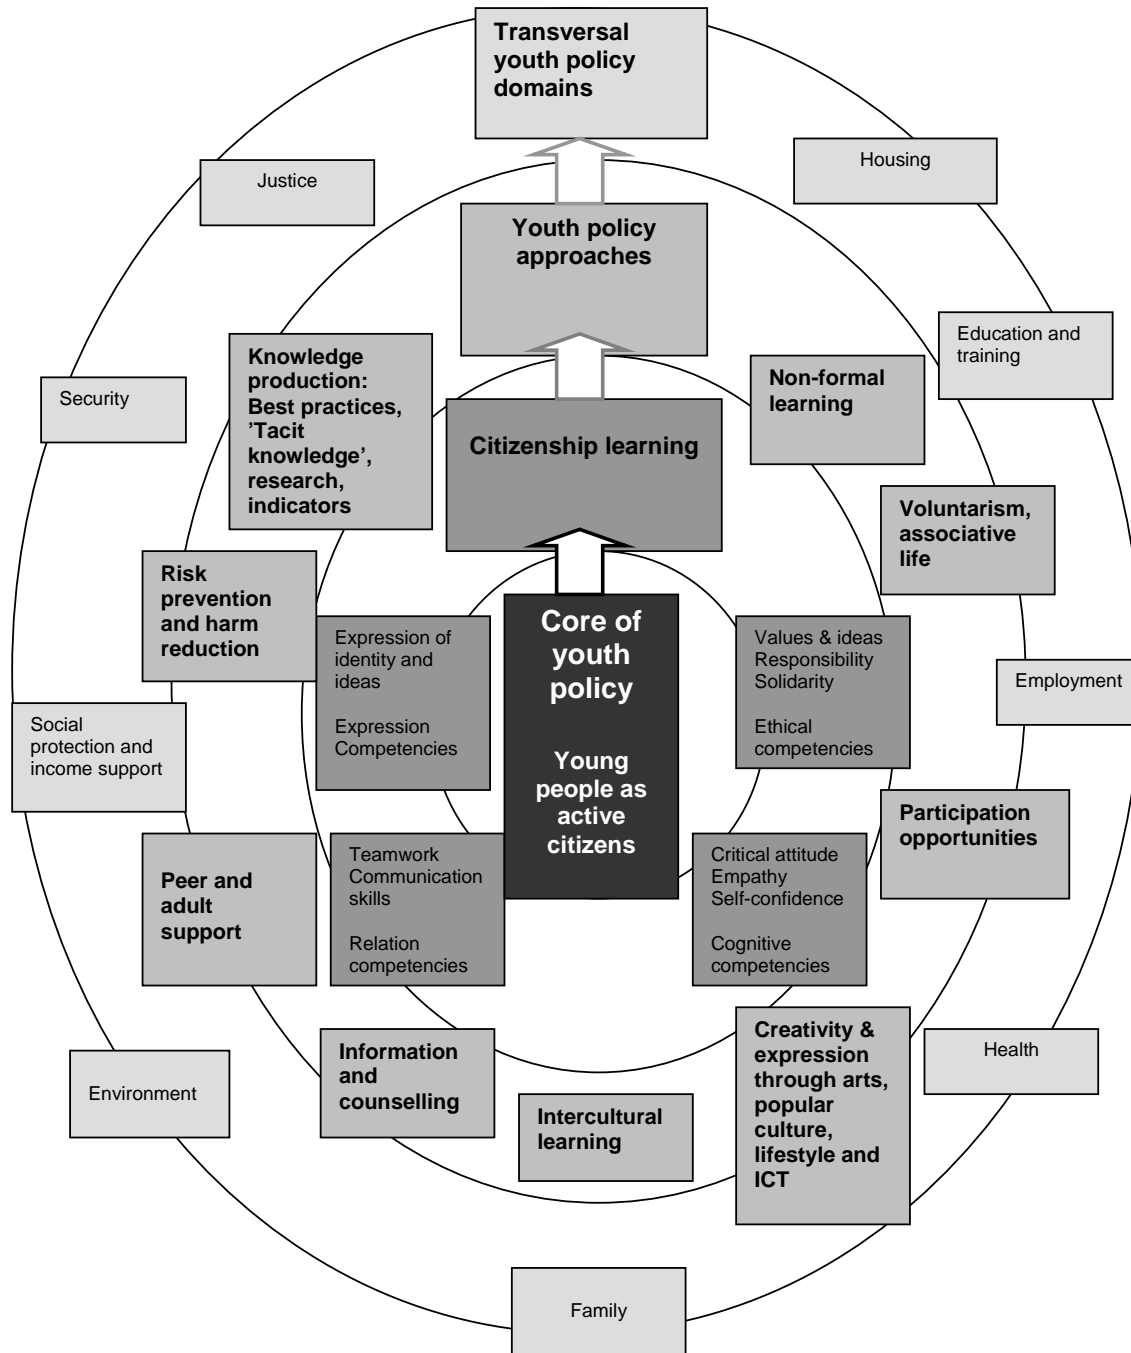 Transversal
youth policy
domains
Justice
Housing
Youth policy
approaches
Security
Education and
training
Knowledge
production:
Best practices,
’Tacit
knowledge’,
research,
indicators
Non-formal
learning
Citizenship learning
Voluntarism,
associative
life
Risk
prevention
and harm
reduction
Expression of
identity and
ideas
Expression
Competencies
Core of
youth
policy
Young
people as
active
citizens
Values & ideas
Responsibility
Solidarity
Ethical
competencies
Employment
Social
protection and
income support
Participation
opportunities
Peer and
adult
support
Teamwork
Communication
skills
Relation
competencies
Critical attitude
Empathy
Self-confidence
Cognitive
competencies
Environment
Information
and
counselling
Intercultural
learning
Creativity &
expression
through arts,
popular
culture,
lifestyle and
ICT
Health
Family